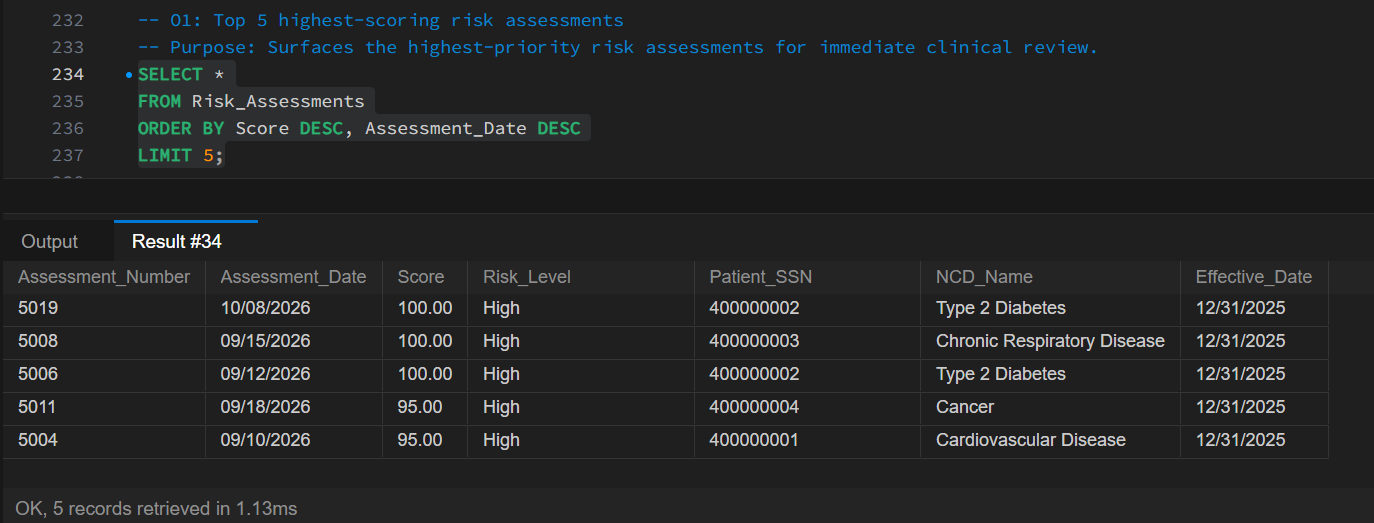 232 -- O1: Top 5 highest-scoring risk assessments
233 -- Purpose: Surfaces the highest-priority risk assessments for immediate clinical review.
234 SELECT *
235 FROM Risk_Assessments
236 ORDER BY Score DESC, Assessment_Date DESC
237 LIMIT 5;
Output Result #34
Assessment_Number Assessment_Date Score Risk_Level Patient_SSN NCD_Name Effective_Date
5019 10/08/2026 100.00 High 400000002 Type 2 Diabetes 12/31/2025
5008 09/15/2026 100.00 High 400000003 Chronic Respiratory Disease 12/31/2025
5006 09/12/2026 100.00 High 400000002 Type 2 Diabetes 12/31/2025
5011 09/18/2026 95.00 High 400000004 Cancer 12/31/2025
5004 09/10/2026 95.00 High 400000001 Cardiovascular Disease 12/31/2025
OK, 5 records retrieved in 1.13ms